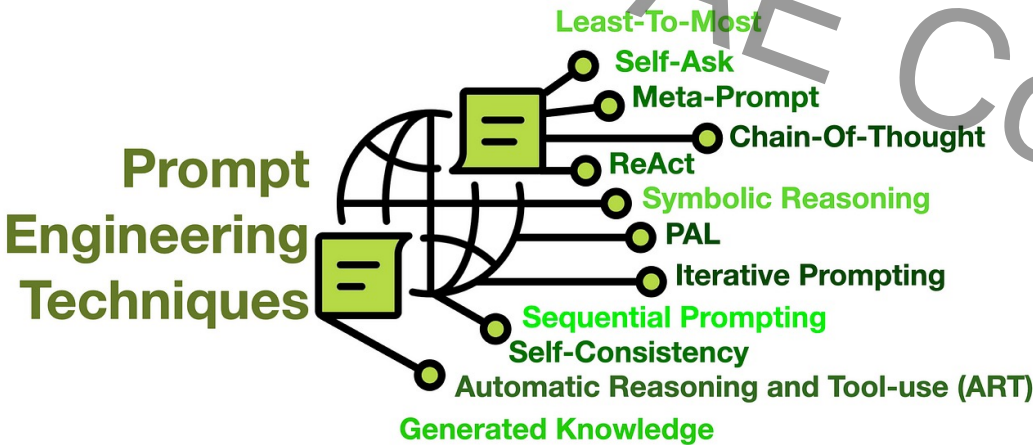 Prompt
Engineering
Techniques
Least-To-Most
Self-Ask
Meta-Prompt
Chain-Of-Thought
ReAct
Symbolic Reasoning
PAL
Iterative Prompting
Sequential Prompting
Self-Consistency
Automatic Reasoning and Tool-use (ART)
Generated Knowledge